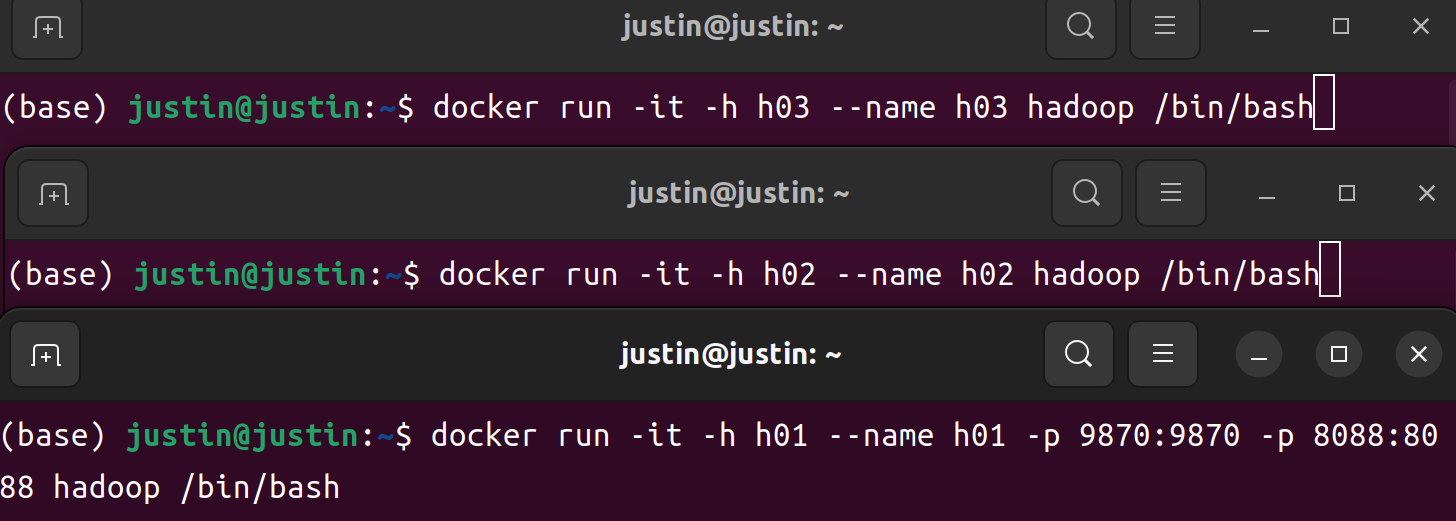 justin@justin: ~
(base) justin@justin:~$ docker run -it -h h03 --name h03 hadoop /bin/bash
justin@justin: ~
(base) justin@justin:~$ docker run -it -h h02 --name h02 hadoop /bin/bash
justin@justin: ~
(base) justin@justin:~$ docker run -it -h h01 --name h01 -p 9870:9870 -p 8088:80
88 hadoop /bin/bash